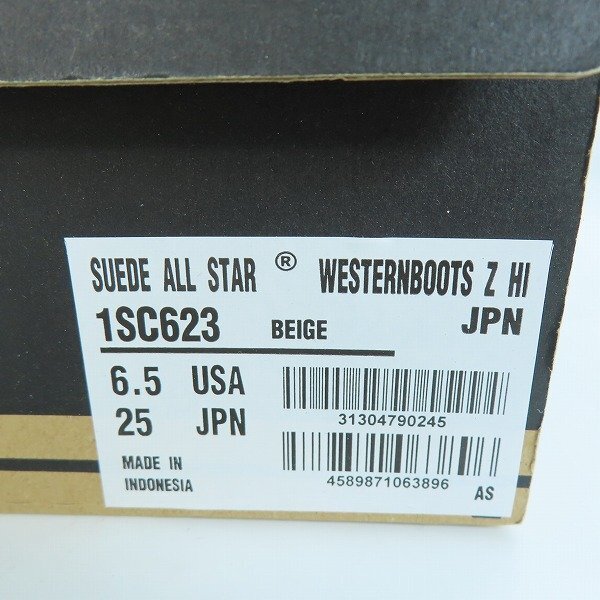 SUEDE ALL STAR ® WESTERNBOOTS Z HI
1SC623 BEIGE JPN
6.5 USA
25 JPN
31304790245
MADE IN
INDONESIA
4589871063896 AS